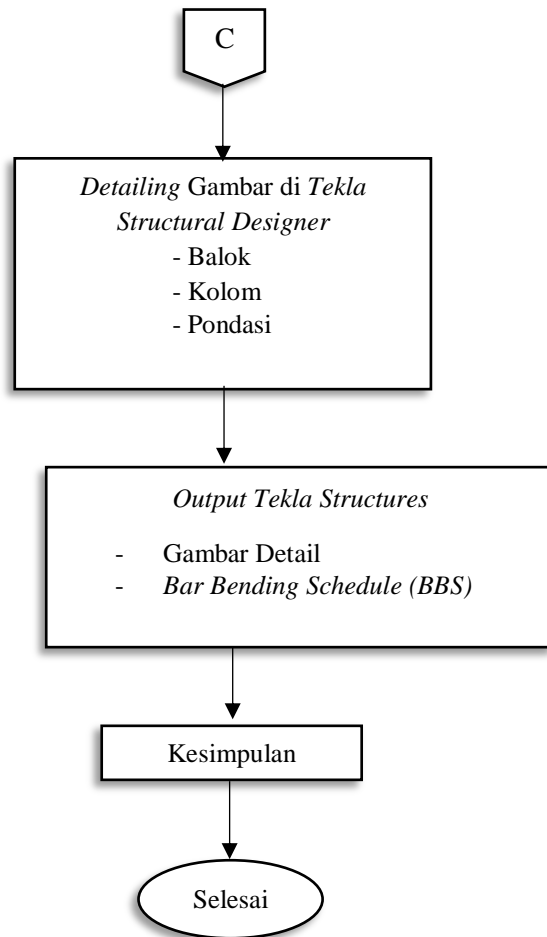 C
Detailing Gambar di Tekla
Structural Designer
- Balok
- Kolom
- Pondasi
Output Tekla Structures
- Gambar Detail
- Bar Bending Schedule (BBS)
Kesimpulan
Selesai